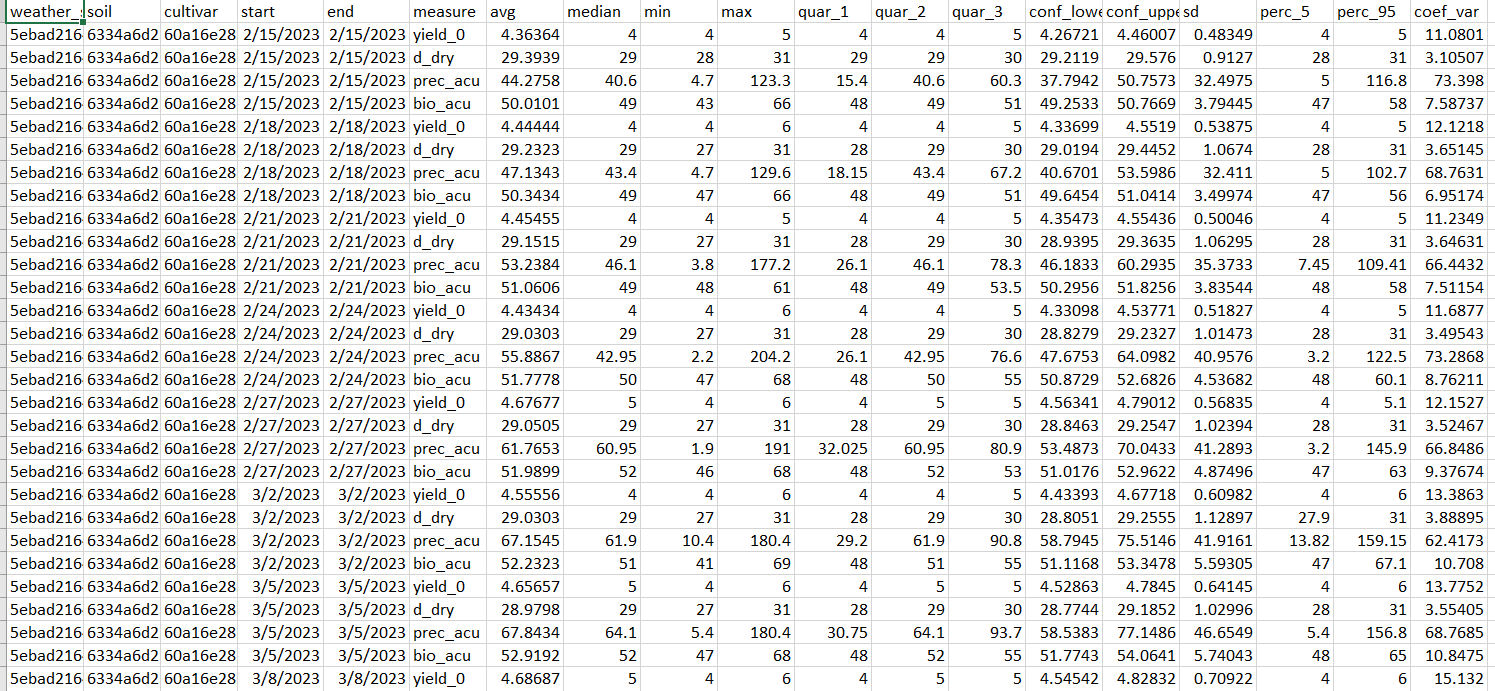 weather_ soil cultivar start end measure avg median min max quar_1 quar_2 quar_3 conf_lowe conf_uppe sd perc_5 perc_95 coef_var
5ebad216 6334a6d2 60a16e28 2/15/2023 2/15/2023 yield_0 4.36364 4 4 5 4 4 5 4.26721 4.46007 0.48349 4 5 11.0801
5ebad216 6334a6d2 60a16e28 2/15/2023 2/15/2023 d_dry 29.3939 29 28 31 29 29 30 29.2119 29.576 0.9127 28 31 3.10507
5ebad216 6334a6d2 60a16e28 2/15/2023 2/15/2023 prec_acu 44.2758 40.6 4.7 123.3 15.4 40.6 60.3 37.7942 50.7573 32.4975 5 116.8 73.398
5ebad216 6334a6d2 60a16e28 2/15/2023 2/15/2023 bio_acu 50.0101 49 43 66 48 49 51 49.2533 50.7669 3.79445 47 58 7.58737
5ebad216 6334a6d2 60a16e28 2/18/2023 2/18/2023 yield_0 4.44444 4 4 6 4 4 5 4.33699 4.5519 0.53875 4 5 12.1218
5ebad216 6334a6d2 60a16e28 2/18/2023 2/18/2023 d_dry 29.2323 29 27 31 28 29 30 29.0194 29.4452 1.0674 28 31 3.65145
5ebad216 6334a6d2 60a16e28 2/18/2023 2/18/2023 prec_acu 47.1343 43.4 4.7 129.6 18.15 43.4 67.2 40.6701 53.5986 32.411 5 102.7 68.7631
5ebad216 6334a6d2 60a16e28 2/18/2023 2/18/2023 bio_acu 50.3434 49 47 66 48 49 51 49.6454 51.0414 3.49974 47 56 6.95174
5ebad216 6334a6d2 60a16e28 2/21/2023 2/21/2023 yield_0 4.45455 4 4 5 4 4 5 4.35473 4.55436 0.50046 4 5 11.2349
5ebad216 6334a6d2 60a16e28 2/21/2023 2/21/2023 d_dry 29.1515 29 27 31 28 29 30 28.9395 29.3635 1.06295 28 31 3.64631
5ebad216 6334a6d2 60a16e28 2/21/2023 2/21/2023 prec_acu 53.2384 46.1 3.8 177.2 26.1 46.1 78.3 46.1833 60.2935 35.3733 7.45 109.41 66.4432
5ebad216 6334a6d2 60a16e28 2/21/2023 2/21/2023 bio_acu 51.0606 49 48 61 48 49 53.5 50.2956 51.8256 3.83544 48 58 7.51154
5ebad216 6334a6d2 60a16e28 2/24/2023 2/24/2023 yield_0 4.43434 4 4 6 4 4 5 4.33098 4.53771 0.51827 4 5 11.6877
5ebad216 6334a6d2 60a16e28 2/24/2023 2/24/2023 d_dry 29.0303 29 27 31 28 29 30 28.8279 29.2327 1.01473 28 31 3.49543
5ebad216 6334a6d2 60a16e28 2/24/2023 2/24/2023 prec_acu 55.8867 42.95 2.2 204.2 26.1 42.95 76.6 47.6753 64.0982 40.9576 3.2 122.5 73.2868
5ebad216 6334a6d2 60a16e28 2/24/2023 2/24/2023 bio_acu 51.7778 50 47 68 48 50 55 50.8729 52.6826 4.53682 48 60.1 8.76211
5ebad216 6334a6d2 60a16e28 2/27/2023 2/27/2023 yield_0 4.67677 5 4 6 4 5 5 4.56341 4.79012 0.56835 4 5.1 12.1527
5ebad216 6334a6d2 60a16e28 2/27/2023 2/27/2023 d_dry 29.0505 29 27 31 28 29 30 28.8463 29.2547 1.02394 28 31 3.52467
5ebad216 6334a6d2 60a16e28 2/27/2023 2/27/2023 prec_acu 61.7653 60.95 1.9 191 32.025 60.95 80.9 53.4873 70.0433 41.2893 3.2 145.9 66.8486
5ebad216 6334a6d2 60a16e28 2/27/2023 2/27/2023 bio_acu 51.9899 52 46 68 48 52 53 51.0176 52.9622 4.87496 47 63 9.37674
5ebad216 6334a6d2 60a16e28 3/2/2023 3/2/2023 yield_0 4.55556 4 4 6 4 4 5 4.43393 4.67718 0.60982 4 6 13.3863
5ebad216 6334a6d2 60a16e28 3/2/2023 3/2/2023 d_dry 29.0303 29 27 31 28 29 30 28.8051 29.2555 1.12897 27.9 31 3.88895
5ebad216 6334a6d2 60a16e28 3/2/2023 3/2/2023 prec_acu 67.1545 61.9 10.4 180.4 29.2 61.9 90.8 58.7945 75.5146 41.9161 13.82 159.15 62.4173
5ebad216 6334a6d2 60a16e28 3/2/2023 3/2/2023 bio_acu 52.2323 51 41 69 48 51 55 51.1168 53.3478 5.59305 47 67.1 10.708
5ebad216 6334a6d2 60a16e28 3/5/2023 3/5/2023 yield_0 4.65657 5 4 6 4 5 5 4.52863 4.7845 0.64145 4 6 13.7752
5ebad216 6334a6d2 60a16e28 3/5/2023 3/5/2023 d_dry 28.9798 29 27 31 28 29 30 28.7744 29.1852 1.02996 28 31 3.55405
5ebad216 6334a6d2 60a16e28 3/5/2023 3/5/2023 prec_acu 67.8434 64.1 5.4 180.4 30.75 64.1 93.7 58.5383 77.1486 46.6549 5.4 156.8 68.7685
5ebad216 6334a6d2 60a16e28 3/5/2023 3/5/2023 bio_acu 52.9192 52 47 68 48 52 55 51.7743 54.0641 5.74043 48 65 10.8475
5ebad216 6334a6d2 60a16e28 3/8/2023 3/8/2023 yield_0 4.68687 5 4 6 4 5 5 4.54542 4.82832 0.70922 4 6 15.132